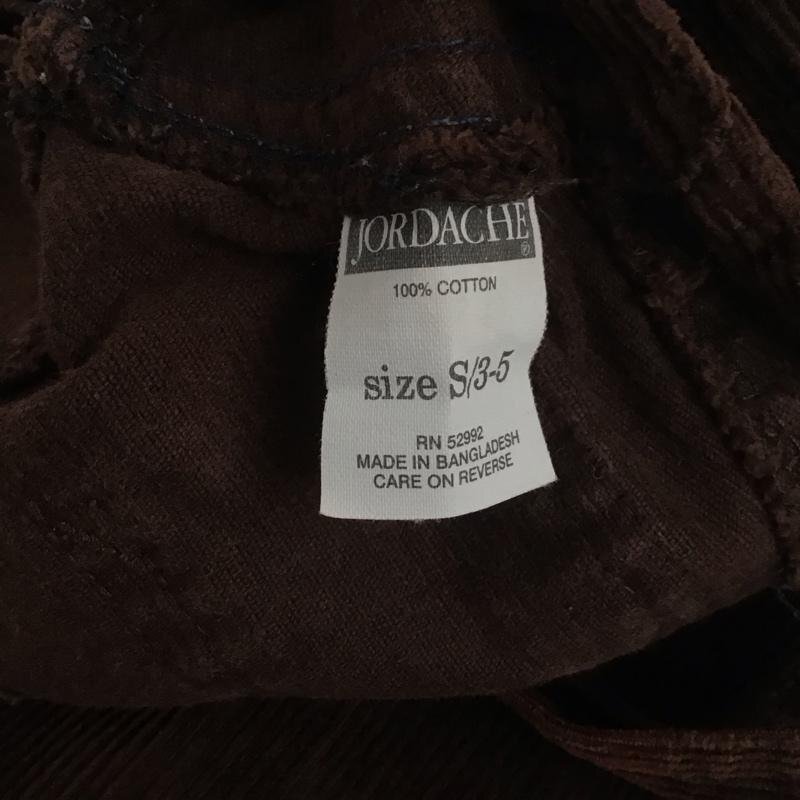 JORDACHE®
100% COTTON
size S/3-5
RN 52992
MADE IN BANGLADESH
CARE ON REVERSE